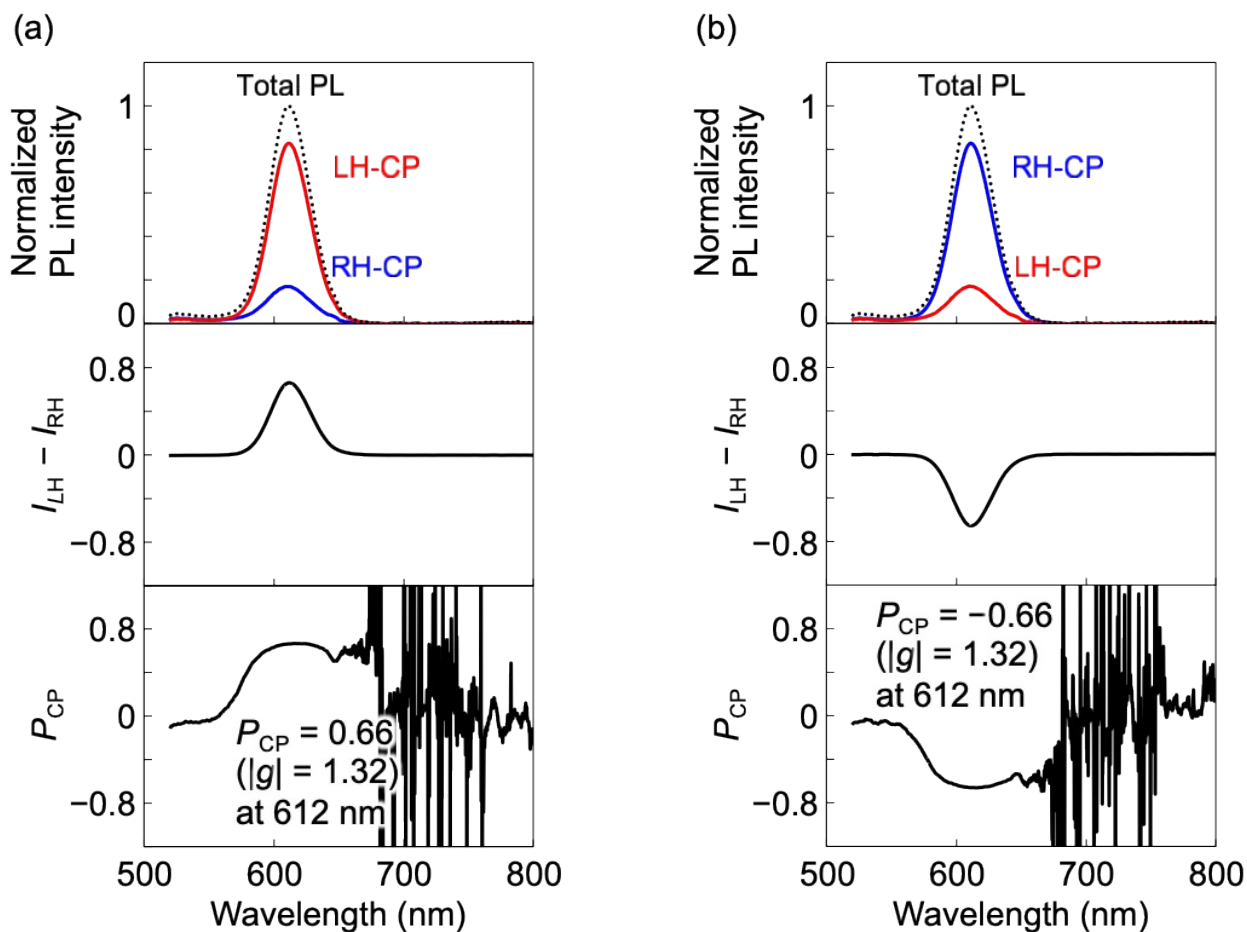 (a)
Normalized
PL intensity
Total PL
LH-CP
RH-CP
1
0
I_LH − I_RH
0.8
0
−0.8
P_CP
0.8
0
−0.8
P_CP = 0.66
(|g| = 1.32)
at 612 nm
500 600 700 800
Wavelength (nm)
(b)
Normalized
PL intensity
Total PL
RH-CP
LH-CP
1
0
I_LH − I_RH
0.8
0
−0.8
P_CP
0.8
0
−0.8
P_CP = −0.66
(|g| = 1.32)
at 612 nm
500 600 700 800
Wavelength (nm)